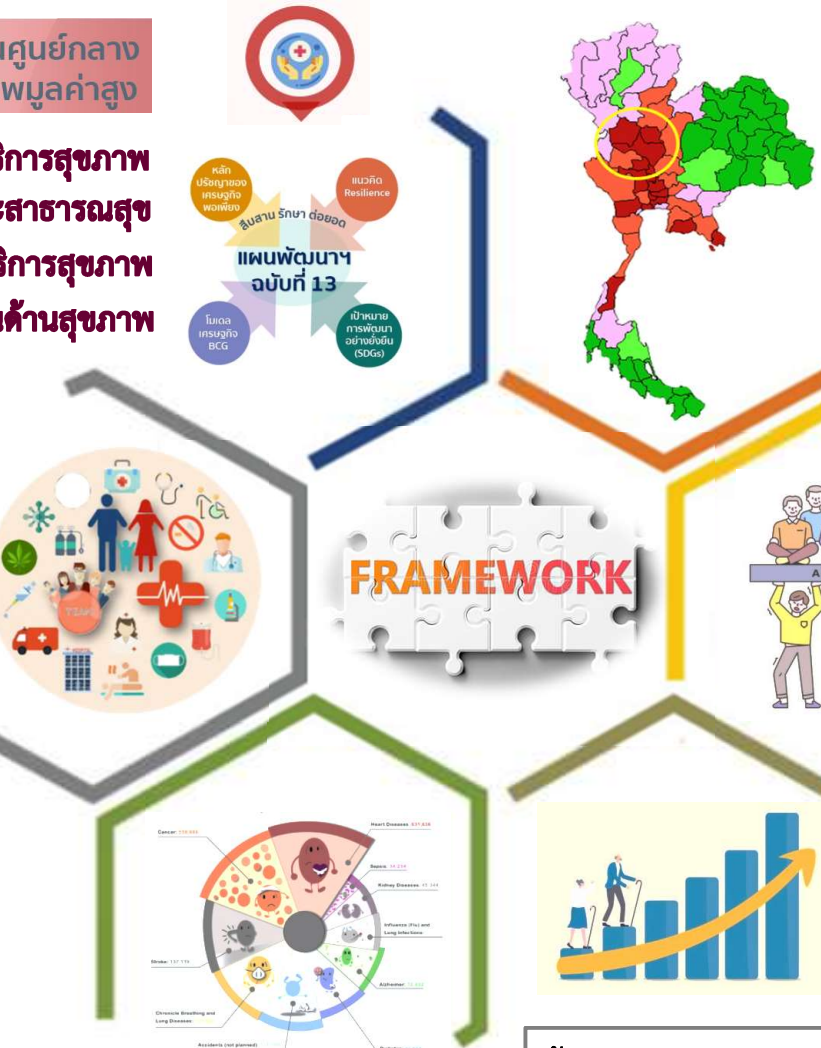 นศูนย์กลาง
พมูลค่าสูง
ริการสุขภาพ
ะสาธารณสุข
ริการสุขภาพ
นด้านสุขภาพ
หลัก
ปรัชญาของ
เศรษฐกิจ
พอเพียง
แนวคิด
Resilience
สืบสาน รักษา ต่อยอด
แผนพัฒนาฯ
ฉบับที่ 13
โมเดล
เศรษฐกิจ
BCG
เป้าหมาย
การพัฒนา
อย่างยั่งยืน
(SDGs)
TEAM
HOSPITAL
FRAMEWORK
A
Cancer:
Heart Diseases:
Sepsis:
Kidney Diseases:
Influenza (Flu) and
Lung Infections:
Stroke:
Alzheimer:
Chronicle Breathing and
Lung Diseases:
Accidents (not planned)